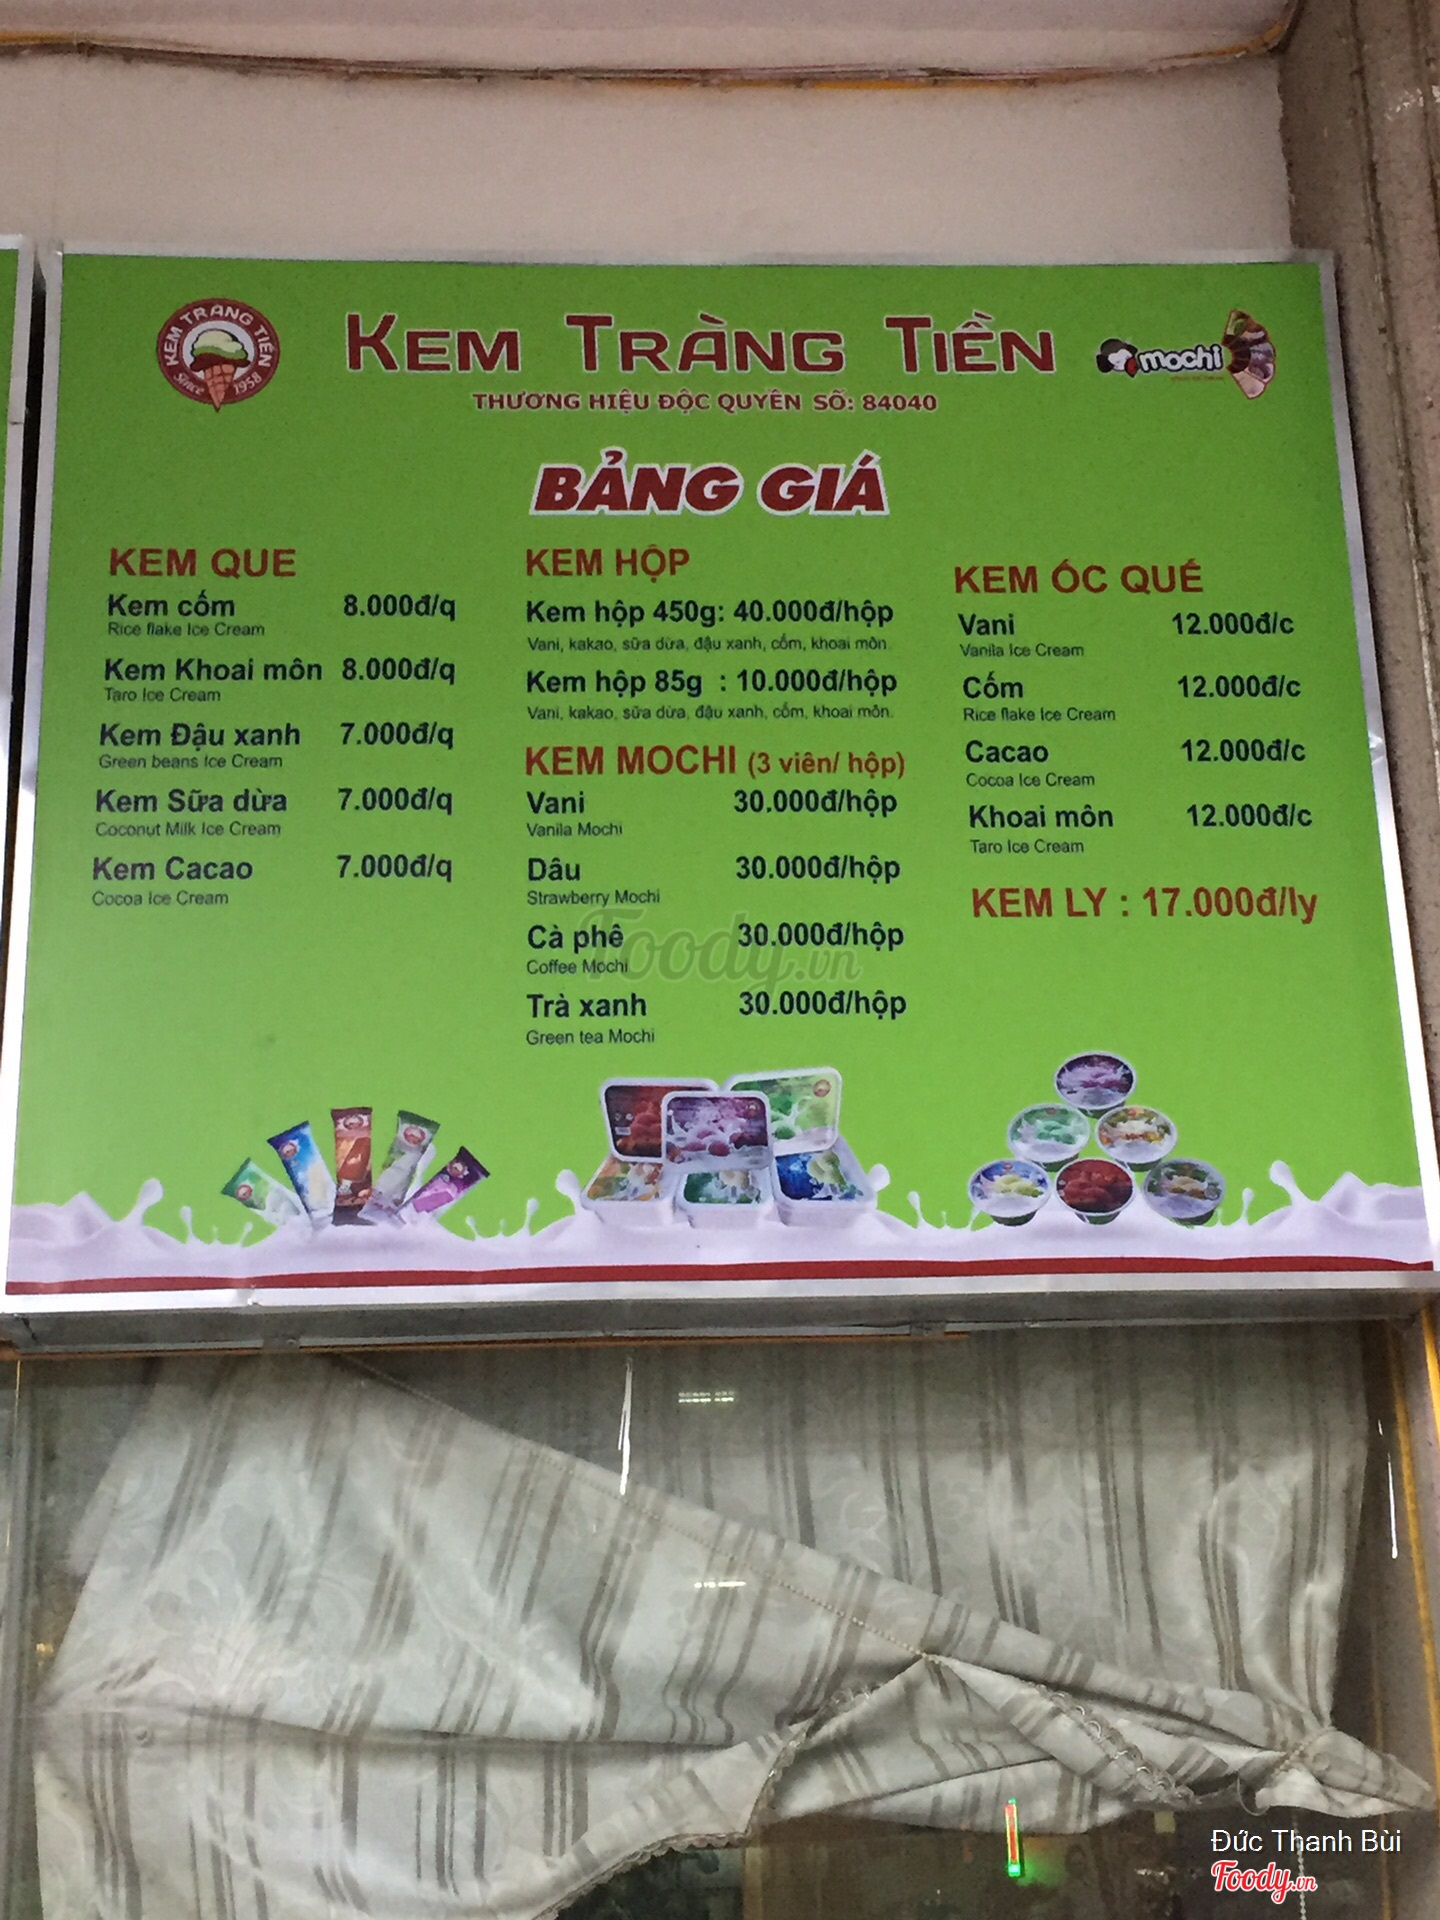 KEM TRÀNG TIỀN
Since 1958
KEM TRÀNG TIỀN
mochi
THƯƠNG HIỆU ĐỘC QUYỀN SỐ: 84040
BẢNG GIÁ
KEM QUE
Kem cốm 8.000đ/q
Rice flake Ice Cream
Kem Khoai môn 8.000đ/q
Taro Ice Cream
Kem Đậu xanh 7.000đ/q
Green beans Ice Cream
Kem Sữa dừa 7.000đ/q
Coconut Milk Ice Cream
Kem Cacao 7.000đ/q
Cocoa Ice Cream
KEM HỘP
Kem hộp 450g: 40.000đ/hộp
Vani, kakao, sữa dừa, đậu xanh, cốm, khoai môn.
Kem hộp 85g : 10.000đ/hộp
Vani, kakao, sữa dừa, đậu xanh, cốm, khoai môn.
KEM MOCHI (3 viên/ hộp)
Vani 30.000đ/hộp
Vanila Mochi
Dâu 30.000đ/hộp
Strawberry Mochi
Cà phê 30.000đ/hộp
Coffee Mochi
Trà xanh 30.000đ/hộp
Green tea Mochi
KEM ỐC QUẾ
Vani 12.000đ/c
Vanila Ice Cream
Cốm 12.000đ/c
Rice flake Ice Cream
Cacao 12.000đ/c
Cocoa Ice Cream
Khoai môn 12.000đ/c
Taro Ice Cream
KEM LY : 17.000đ/ly
Foody.vn
Đức Thanh Bùi
Foody.vn